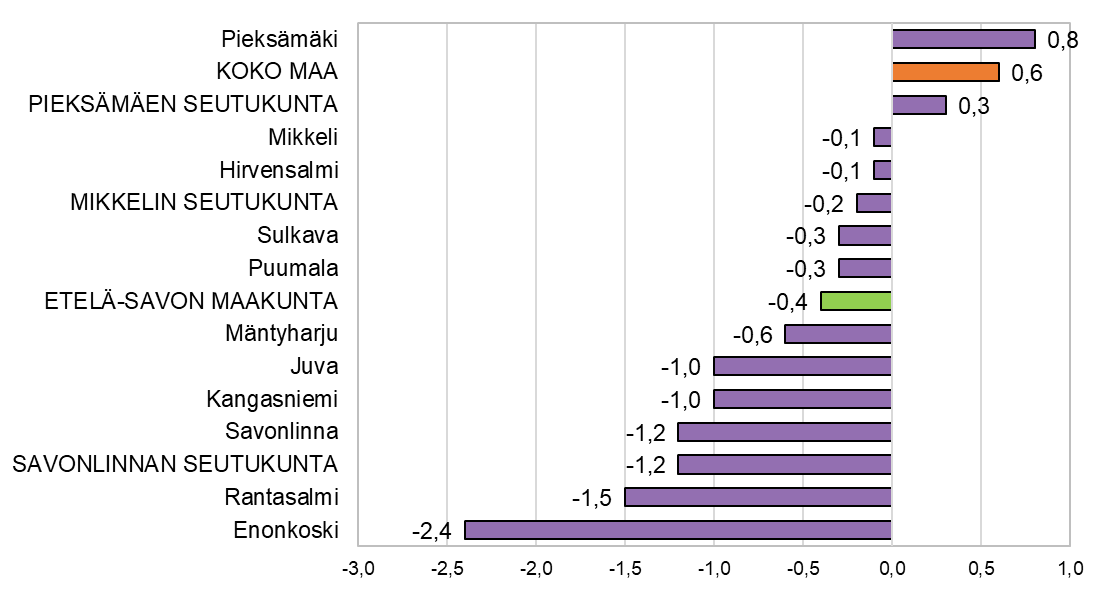 Pieksämäki 0,8
KOKO MAA 0,6
PIEKSÄMÄEN SEUTUKUNTA 0,3
Mikkeli -0,1
Hirvensalmi -0,1
MIKKELIN SEUTUKUNTA -0,2
Sulkava -0,3
Puumala -0,3
ETELÄ-SAVON MAAKUNTA -0,4
Mäntyharju -0,6
Juva -1,0
Kangasniemi -1,0
Savonlinna -1,2
SAVONLINNAN SEUTUKUNTA -1,2
Rantasalmi -1,5
Enonkoski -2,4
-3,0 -2,5 -2,0 -1,5 -1,0 -0,5 0,0 0,5 1,0